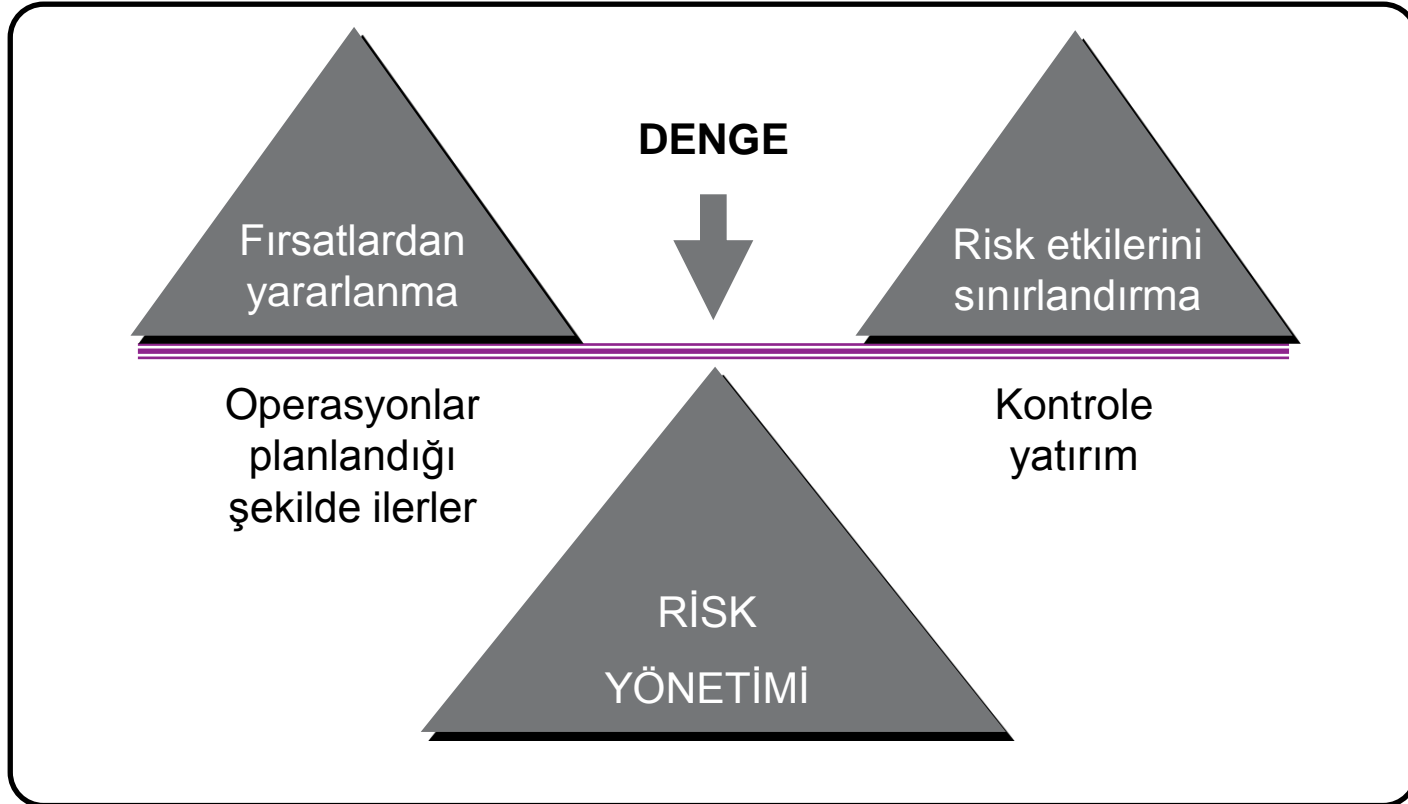 DENGE
Fırsatlardan
yararlanma
Risk etkilerini
sınırlandırma
Operasyonlar
planlandığı
şekilde ilerler
Kontrole
yatırım
RİSK
YÖNETİMİ